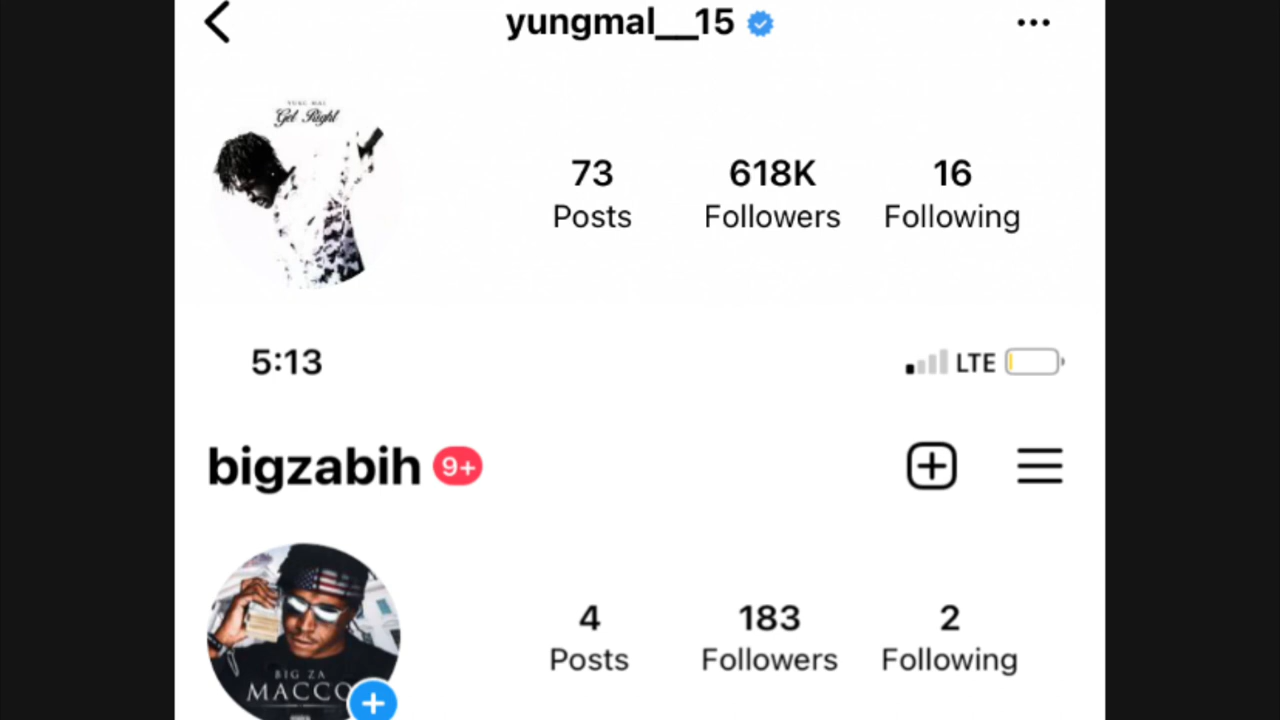 yungmal__15
YUNG MAL
Get Right
73
618K
16
Posts
Followers
Following
5:13
LTE
bigzabih
9+
4
183
2
Posts
Followers
Following
BIG ZA
MACCO